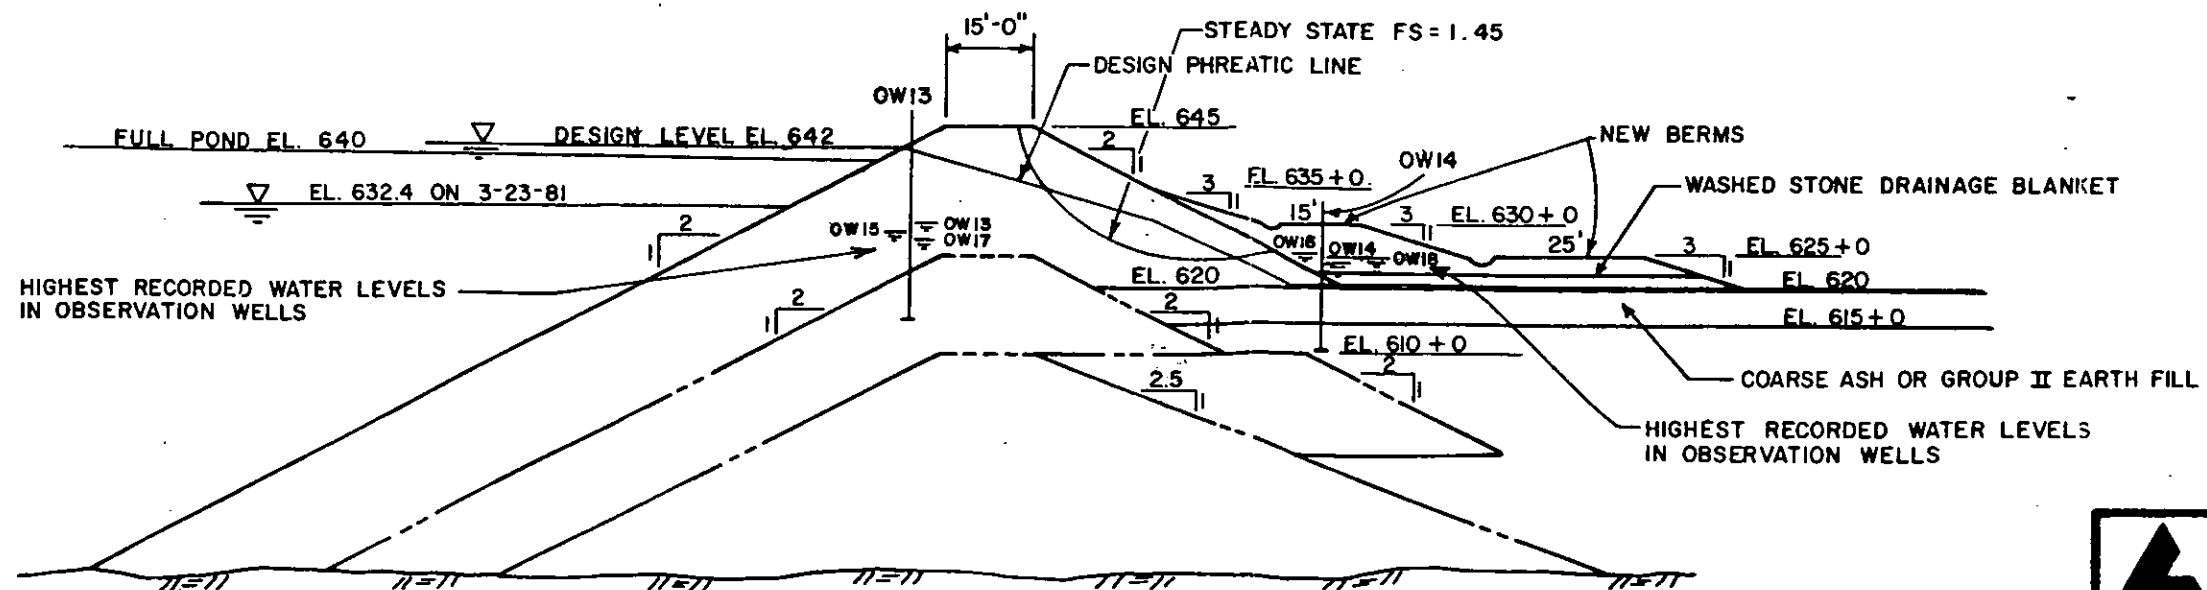 15'-0"
STEADY STATE FS = 1.45
DESIGN PHREATIC LINE
OW13
FULL POND EL. 640
DESIGN LEVEL EL. 642
EL. 645
NEW BERMS
2
1
OW14
EL. 632.4 ON 3-23-81
3
1
EL. 635+0.
WASHED STONE DRAINAGE BLANKET
15'
3
1
EL. 630+0
OW15
OW13
OW17
2
1
OW16
OW14
OW18
25'
3
1
EL. 625+0
HIGHEST RECORDED WATER LEVELS
IN OBSERVATION WELLS
EL. 620
EL. 620
2
1
2
1
EL. 615+0
EL. 610+0
2.5
1
2
1
COARSE ASH OR GROUP II EARTH FILL
HIGHEST RECORDED WATER LEVELS
IN OBSERVATION WELLS